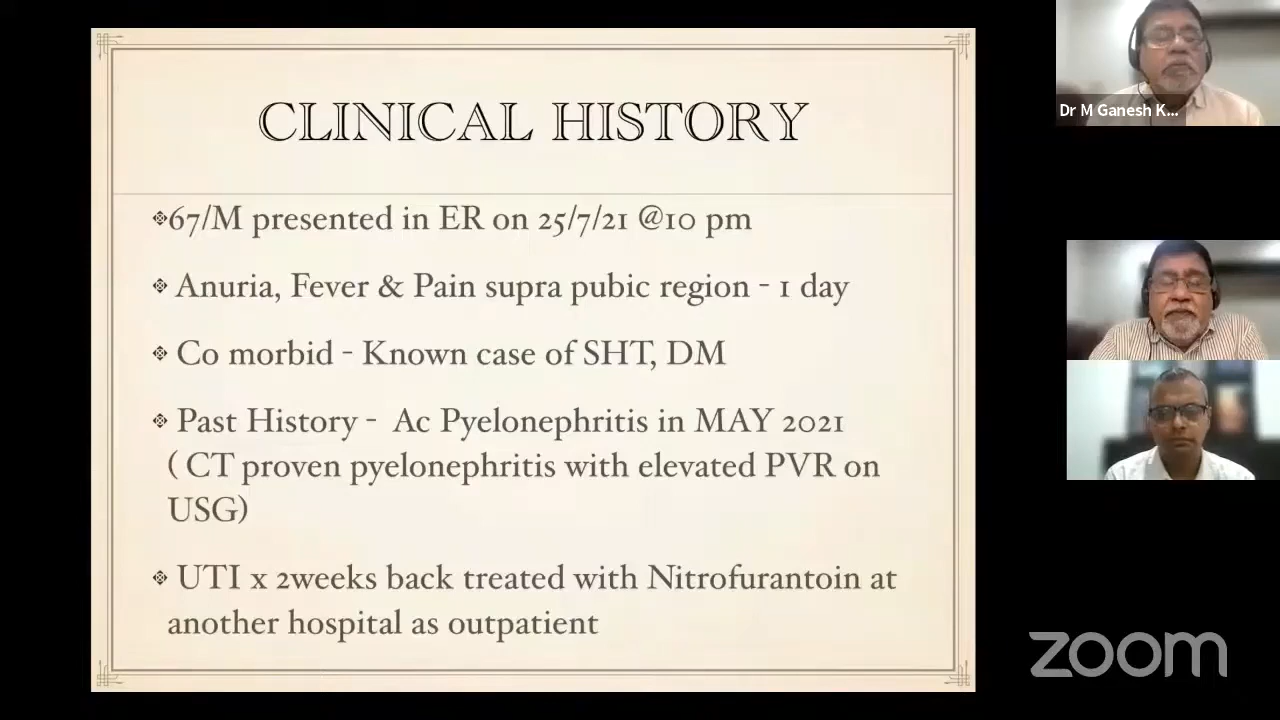 CLINICAL HISTORY
67/M presented in ER on 25/7/21 @10 pm
Anuria, Fever & Pain supra pubic region - 1 day
Co morbid - Known case of SHT, DM
Past History - Ac Pyelonephritis in MAY 2021
( CT proven pyelonephritis with elevated PVR on
USG)
UTI x 2weeks back treated with Nitrofurantoin at
another hospital as outpatient
Dr M Ganesh K...
zoom